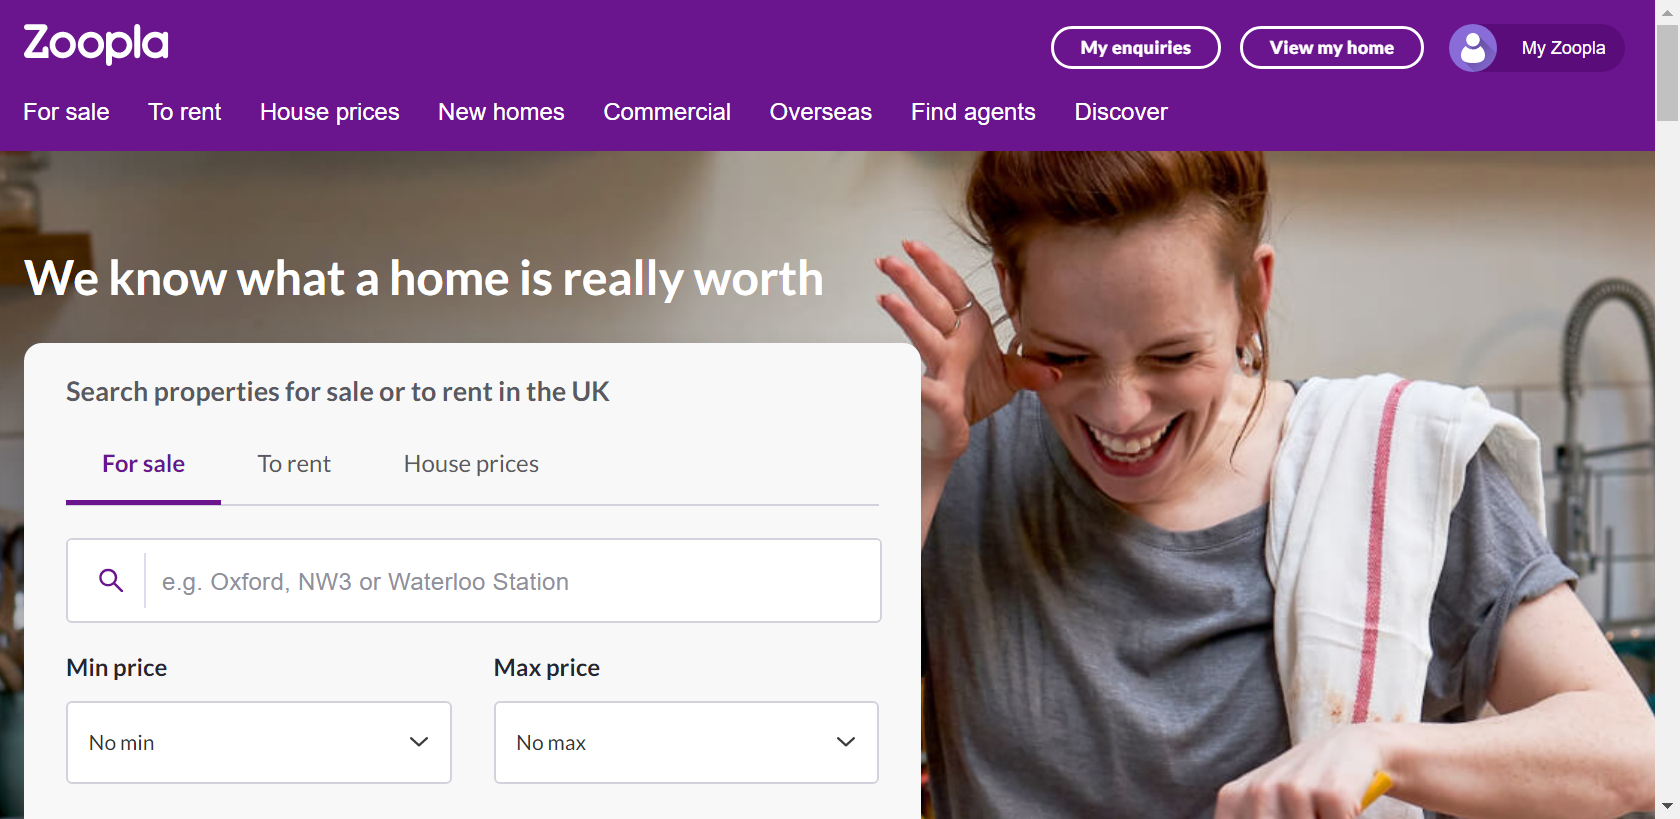 Zoopla
My enquiries
View my home
My Zoopla
For sale
To rent
House prices
New homes
Commercial
Overseas
Find agents
Discover
We know what a home is really worth
Search properties for sale or to rent in the UK
For sale
To rent
House prices
e.g. Oxford, NW3 or Waterloo Station
Min price
Max price
No min
No max